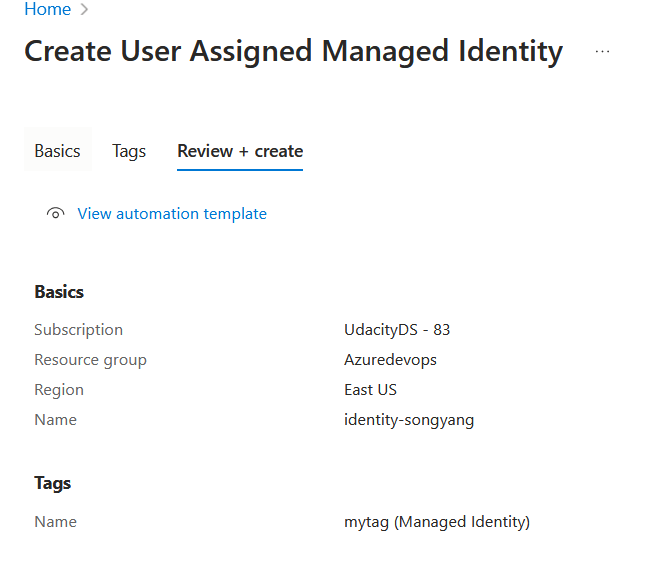 Home
Create User Assigned Managed Identity ...
Basics Tags Review + create
View automation template
Basics
Subscription UdacityDS - 83
Resource group Azuredevops
Region East US
Name identity-songyang
Tags
Name mytag (Managed Identity)